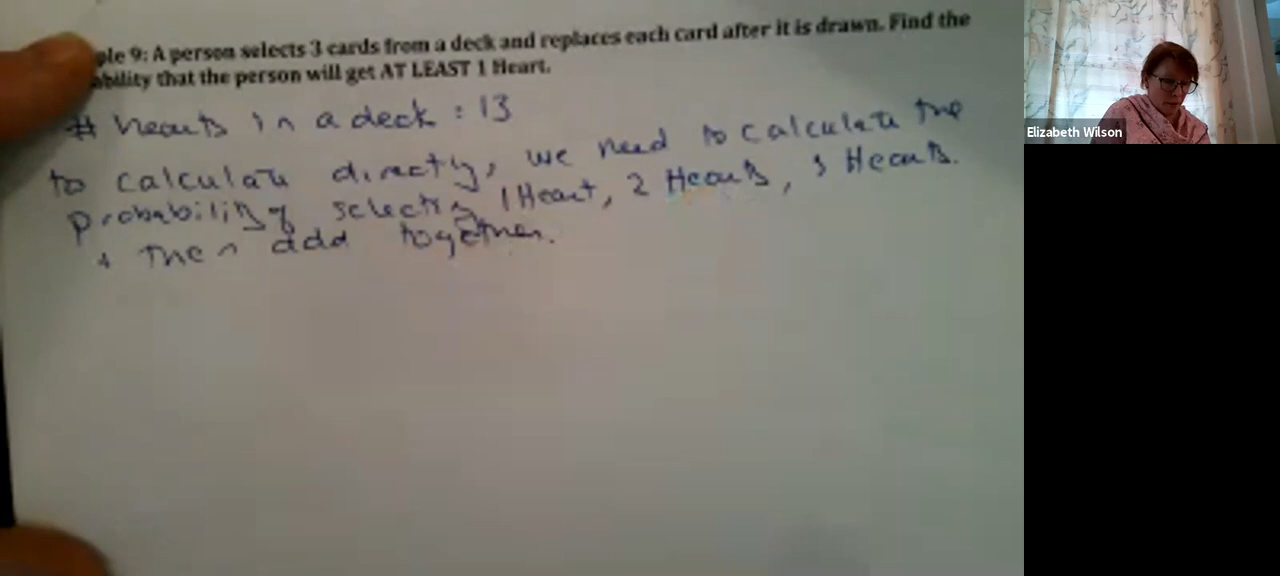 ple 9: A person selects 3 cards from a deck and replaces each card after it is drawn. Find the
ability that the person will get AT LEAST 1 Heart.
# hearts in a deck : 13
to calculate directly, we need to calculate the
probability of selecting 1 Heart, 2 Hearts, 3 Hearts.
+ then add together.
Elizabeth Wilson